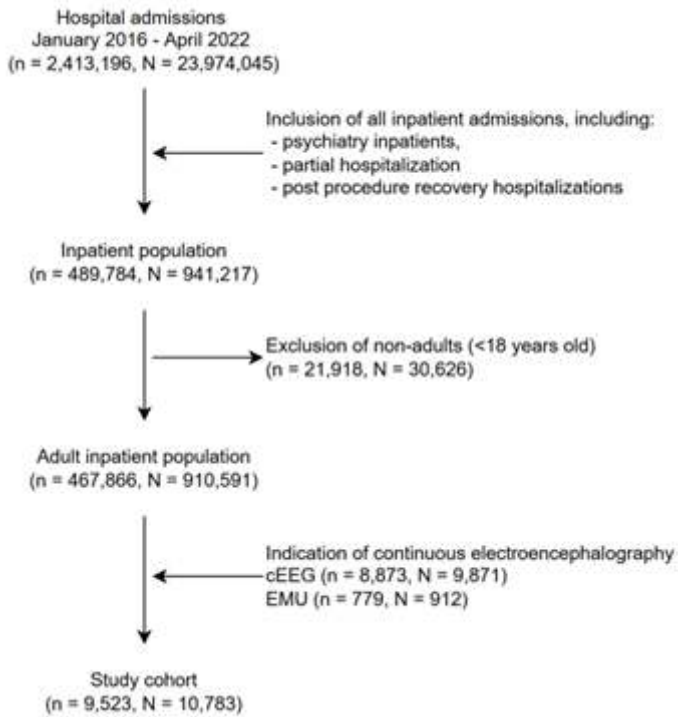 Hospital admissions
January 2016 - April 2022
(n = 2,413,196, N = 23,974,045)
Inclusion of all inpatient admissions, including:
- psychiatry inpatients,
- partial hospitalization
- post procedure recovery hospitalizations
Inpatient population
(n = 489,784, N = 941,217)
Exclusion of non-adults (<18 years old)
(n = 21,918, N = 30,626)
Adult inpatient population
(n = 467,866, N = 910,591)
Indication of continuous electroencephalography
cEEG (n = 8,873, N = 9,871)
EMU (n = 779, N = 912)
Study cohort
(n = 9,523, N = 10,783)